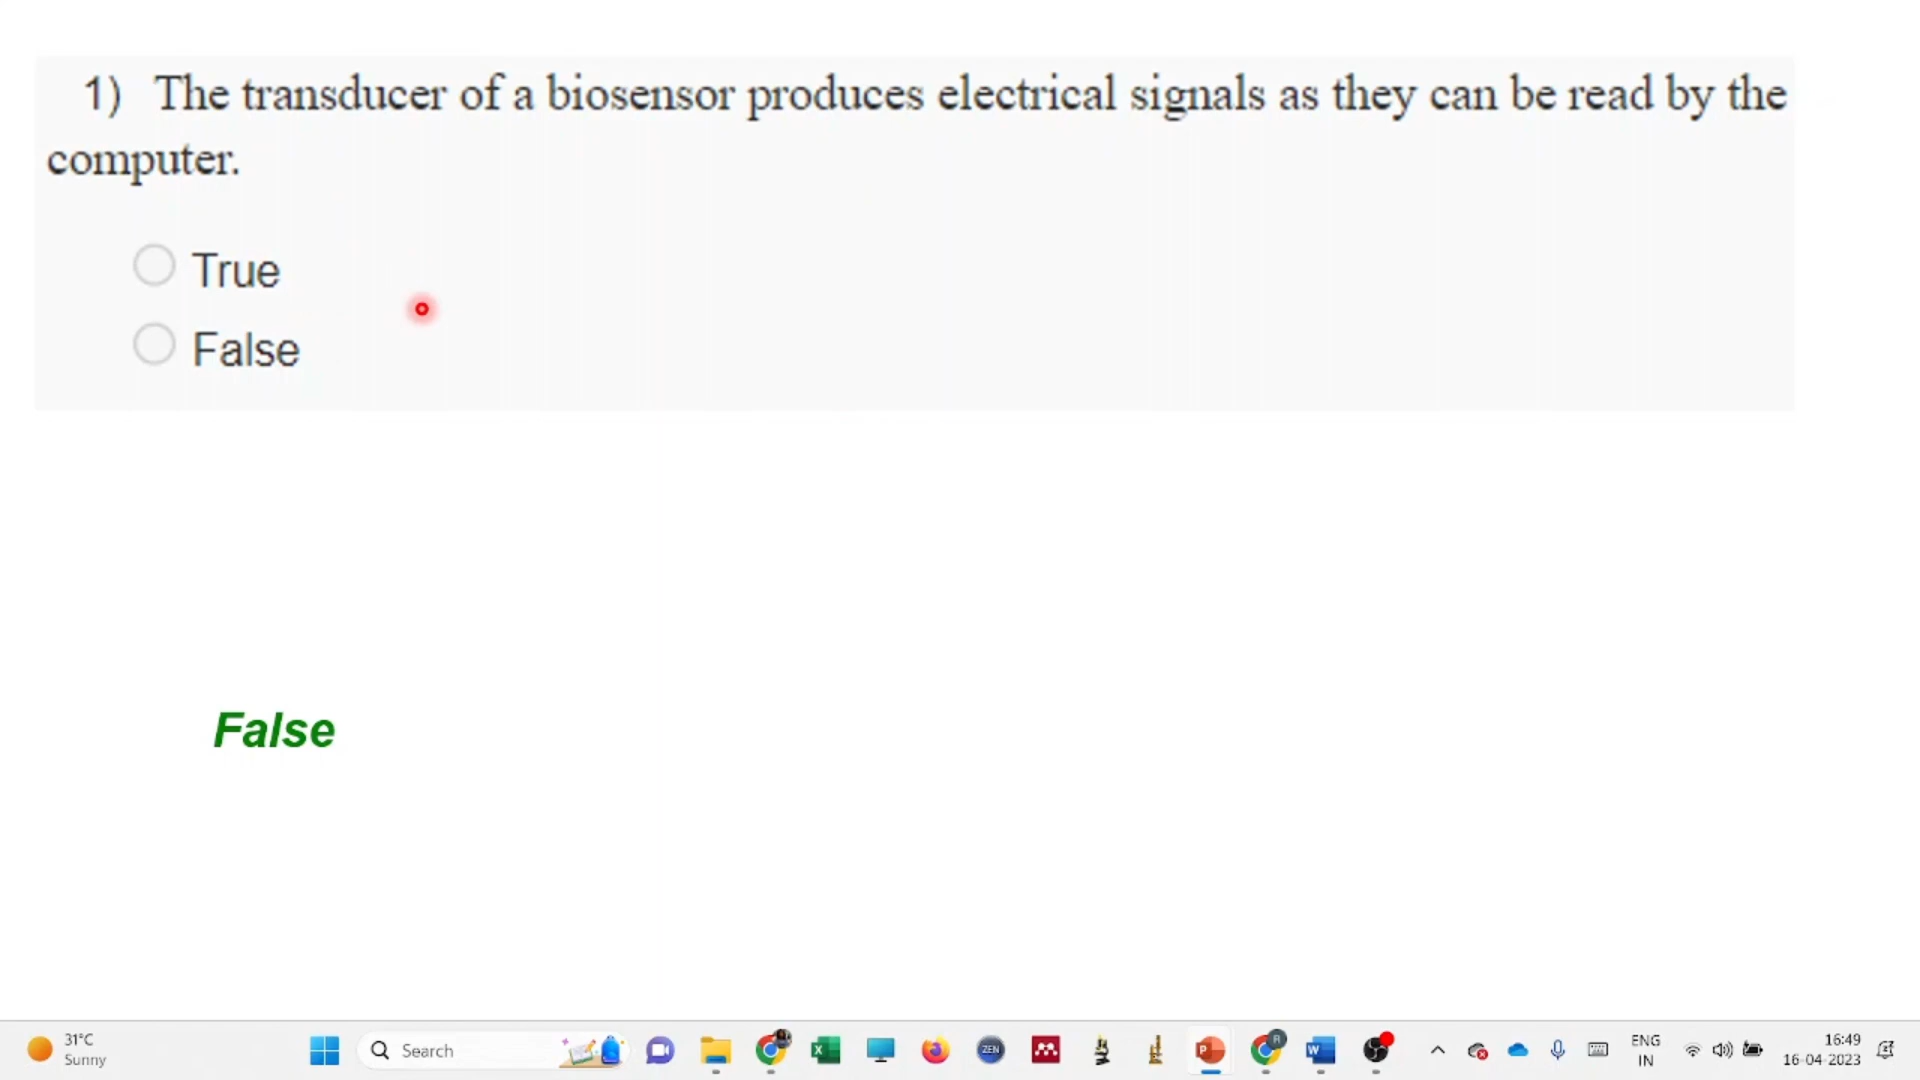 1) The transducer of a biosensor produces electrical signals as they can be read by the
computer.
True
False
False
31°C
Sunny
Search
ZEN
ENG
IN
16:49
16-04-2023